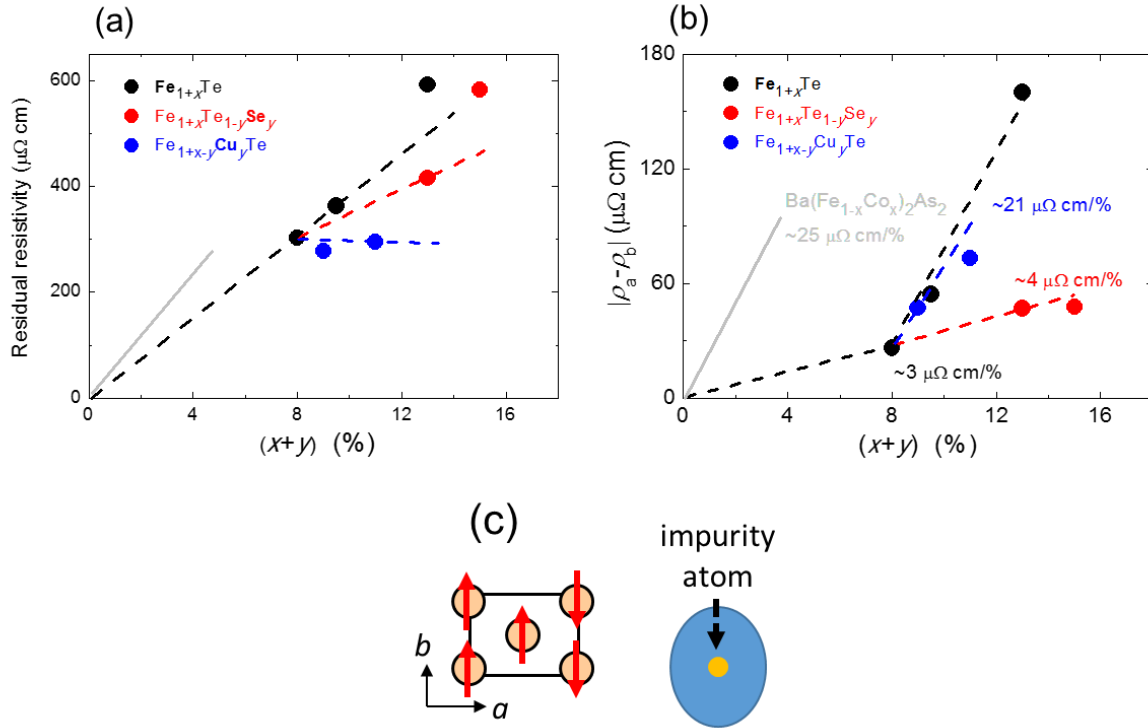 (a)
Residual resistivity (μΩ cm)
600
400
200
0
0
4
8
12
16
(x+y) (%)
Fe1+xTe
Fe1+xTe1-ySey
Fe1+x-yCuyTe
(b)
|ρa-ρb| (μΩ cm)
180
120
60
0
0
4
8
12
16
(x+y) (%)
Fe1+xTe
Fe1+xTe1-ySey
Fe1+x-yCuyTe
Ba(Fe1-xCox)2As2
~25 μΩ cm/%
~21 μΩ cm/%
~4 μΩ cm/%
~3 μΩ cm/%
(c)
b
a
impurity
atom